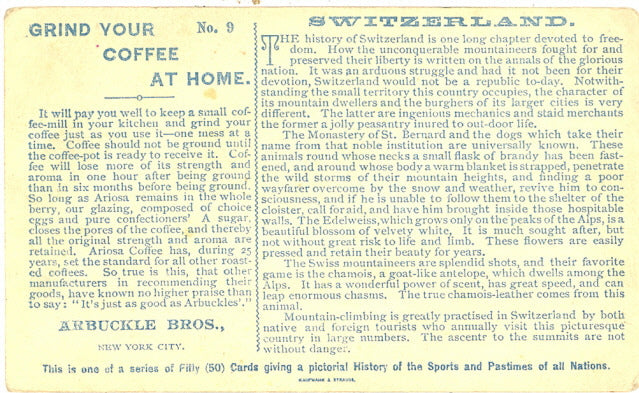 GRIND YOUR No. 9
COFFEE
AT HOME.
It will pay you well to keep a small cof-
fee-mill in your kitchen and grind your
coffee just as you use it—one mess at a
time. Coffee should not be ground until
the coffee-pot is ready to receive it. Cof-
fee will lose more of its strength and
aroma in one hour after being ground
than in six months before being ground.
So long as Ariosa remains in the whole
berry, our glazing, composed of choice
eggs and pure confectioners' A sugar,
closes the pores of the coffee, and thereby
all the original strength and aroma are
retained. Ariosa Coffee has, during 25
years, set the standard for all other roast-
ed coffees. So true is this, that other
manufacturers in recommending their
goods, have known no higher praise than
to say: "It's just as good as Arbuckles'."
ARBUCKLE BROS.,
NEW YORK CITY.
SWITZERLAND.
THE history of Switzerland is one long chapter devoted to free-
dom. How the unconquerable mountaineers fought for and
preserved their liberty is written on the annals of the glorious
nation. It was an arduous struggle and had it not been for their
devotion, Switzerland would not be a republic to-day. Notwith-
standing the small territory this country occupies, the character of
its mountain dwellers and the burghers of its larger cities is very
different. The latter are ingenious mechanics and staid merchants
the former a jolly peasantry inured to out-door life.
The Monastery of St. Bernard and the dogs which take their
name from that noble institution are universally known. These
animals round whose necks a small flask of brandy has been fast-
ened, and around whose body a warm blanket is strapped, penetrate
the wild storms of their mountain heights, and finding a poor
wayfarer overcome by the snow and weather, revive him to con-
sciousness, and if he is unable to follow them to the shelter of the
cloister, call for aid, and have him brought inside those hospitable
walls. The Edelweiss, which grows only on the peaks of the Alps, is a
beautiful blossom of velvety white. It is much sought after, but
not without great risk to life and limb. These flowers are easily
pressed and retain their beauty for years.
The Swiss mountaineers are splendid shots, and their favorite
game is the chamois, a goat-like antelope, which dwells among the
Alps. It has a wonderful power of scent, has great speed, and can
leap enormous chasms. The true chamois-leather comes from this
animal.
Mountain-climbing is greatly practised in Switzerland by both
native and foreign tourists who annually visit this picturesque
country in large numbers. The ascentr to the summits are not
without danger.
This is one of a series of Fifty (50) Cards giving a pictorial History of the Sports and Pastimes of all Nations.
KAUFMANN & STRAUSS.